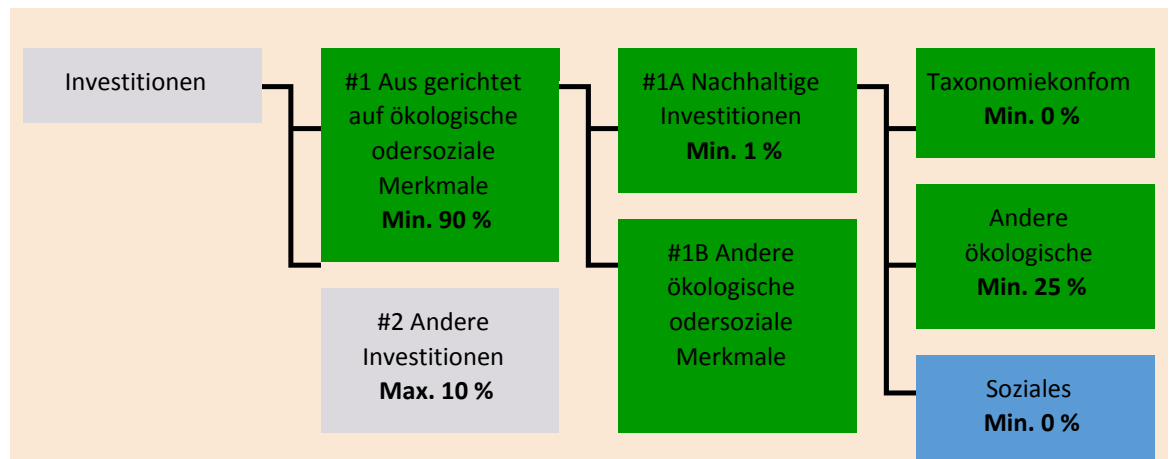 Investitionen
#1 Aus gerichtet
auf ökologische
odersoziale
Merkmale
Min. 90 %
#2 Andere
Investitionen
Max. 10 %
#1A Nachhaltige
Investitionen
Min. 1 %
#1B Andere
ökologische
odersoziale
Merkmale
Taxonomiekonfom
Min. 0 %
Andere
ökologische
Min. 25 %
Soziales
Min. 0 %